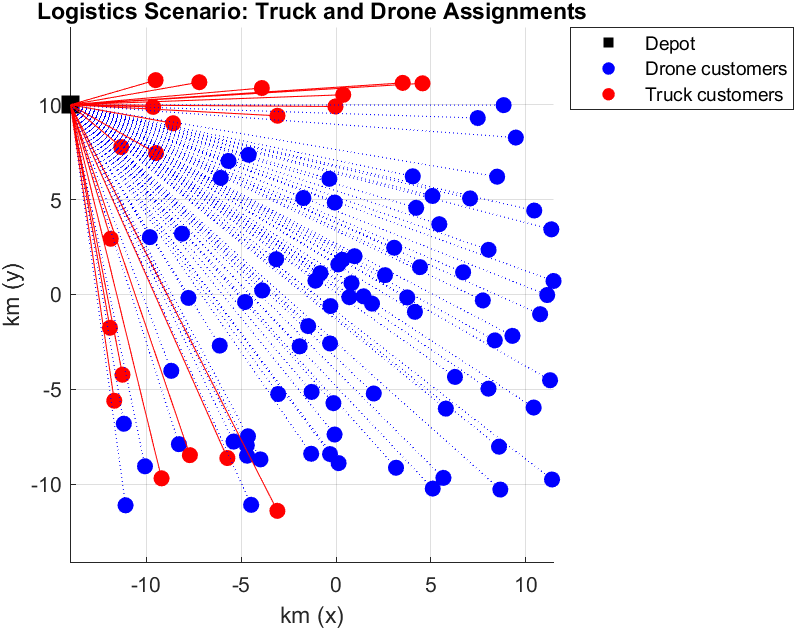 Logistics Scenario: Truck and Drone Assignments
Depot
Drone customers
Truck customers
10
5
0
-5
-10
km (y)
-10
-5
0
5
10
km (x)